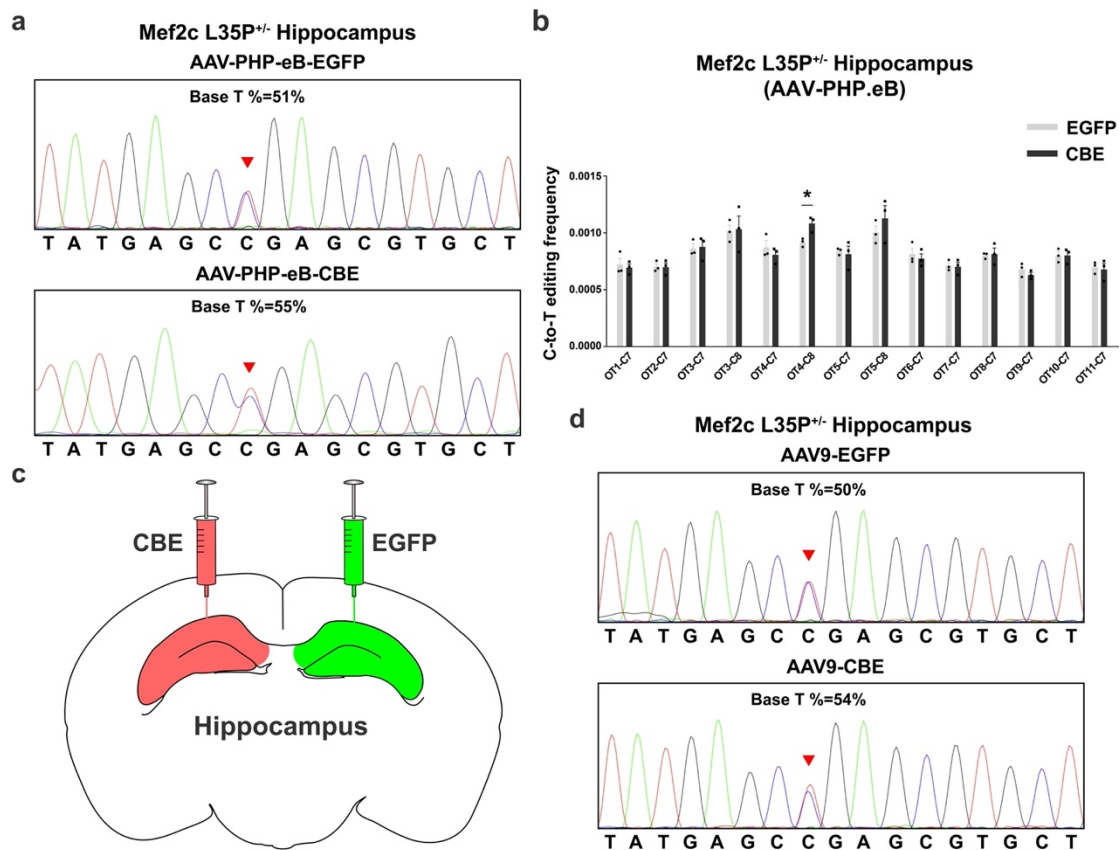 a
Mef2c L35P+/- Hippocampus
AAV-PHP-eB-EGFP
Base T %=51%
T A T G A G C C G A G C G T G C T
AAV-PHP-eB-CBE
Base T %=55%
T A T G A G C C G A G C G T G C T
b
Mef2c L35P+/- Hippocampus
(AAV-PHP.eB)
EGFP
CBE
C-to-T editing frequency
0.0015
0.0010
0.0005
0.0000
*
OT1-C7
OT2-C7
OT3-C7
OT3-C8
OT4-C7
OT4-C8
OT5-C7
OT5-C8
OT6-C7
OT7-C7
OT8-C7
OT9-C7
OT10-C7
OT11-C7
c
CBE
EGFP
Hippocampus
d
Mef2c L35P+/- Hippocampus
AAV9-EGFP
Base T %=50%
T A T G A G C C G A G C G T G C T
AAV9-CBE
Base T %=54%
T A T G A G C C G A G C G T G C T